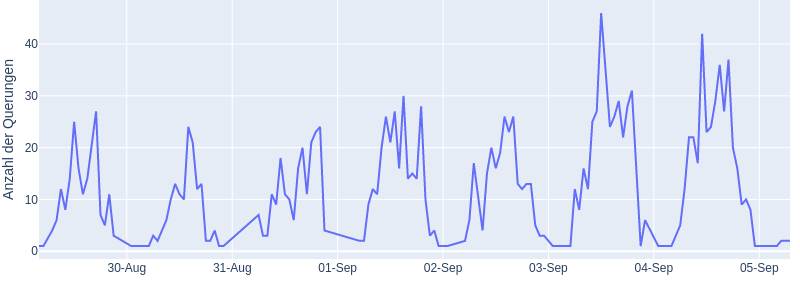 Anzahl der Querungen
40
30
20
10
0
30-Aug
31-Aug
01-Sep
02-Sep
03-Sep
04-Sep
05-Sep